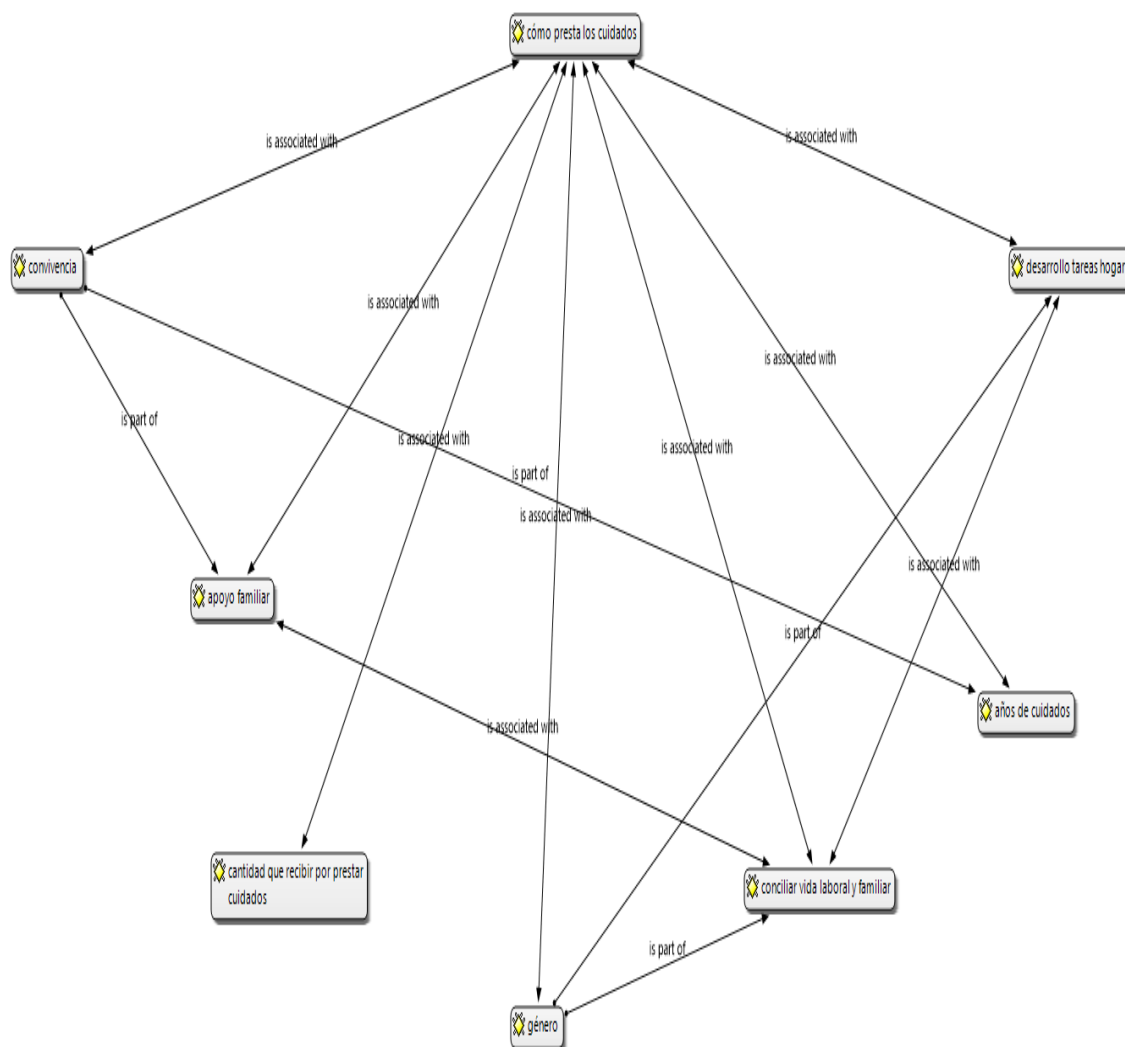 cómo presta los cuidados
is associated with
is associated with
convivencia
desarrollo tareas hogar
is associated with
is associated with
is part of
is associated with
is associated with
is part of
is associated with
is associated with
apoyo familiar
is part of
años de cuidados
is associated with
cantidad que recibir por prestar
cuidados
conciliar vida laboral y familiar
is part of
género